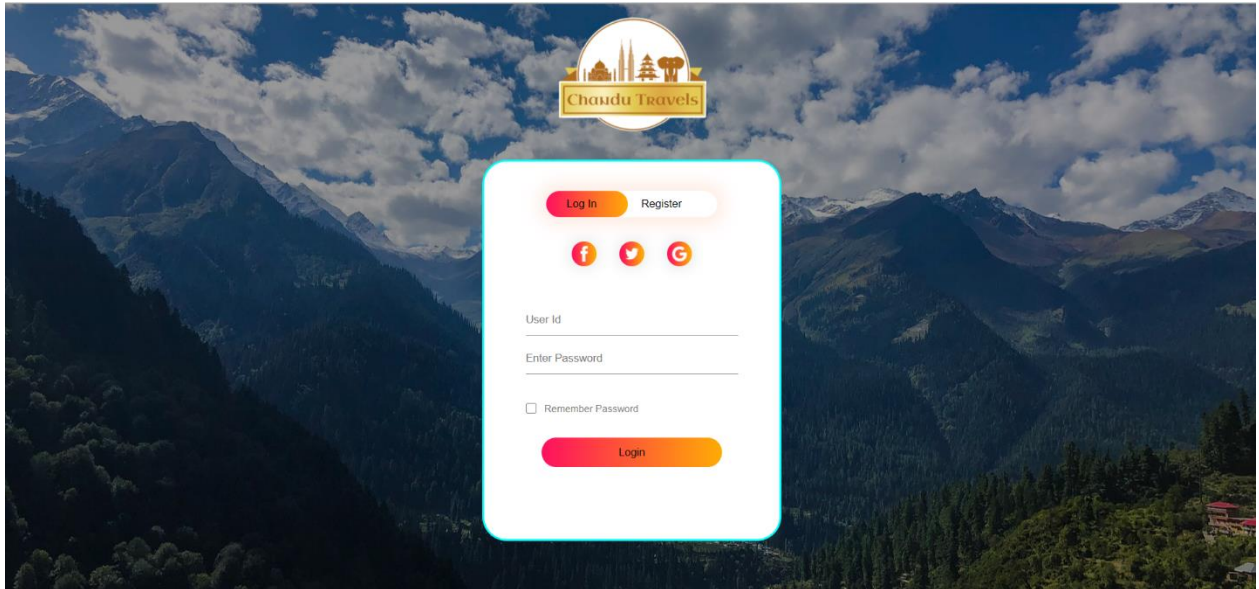 Chandu Travels
Log In Register
User Id
Enter Password
Remember Password
Login